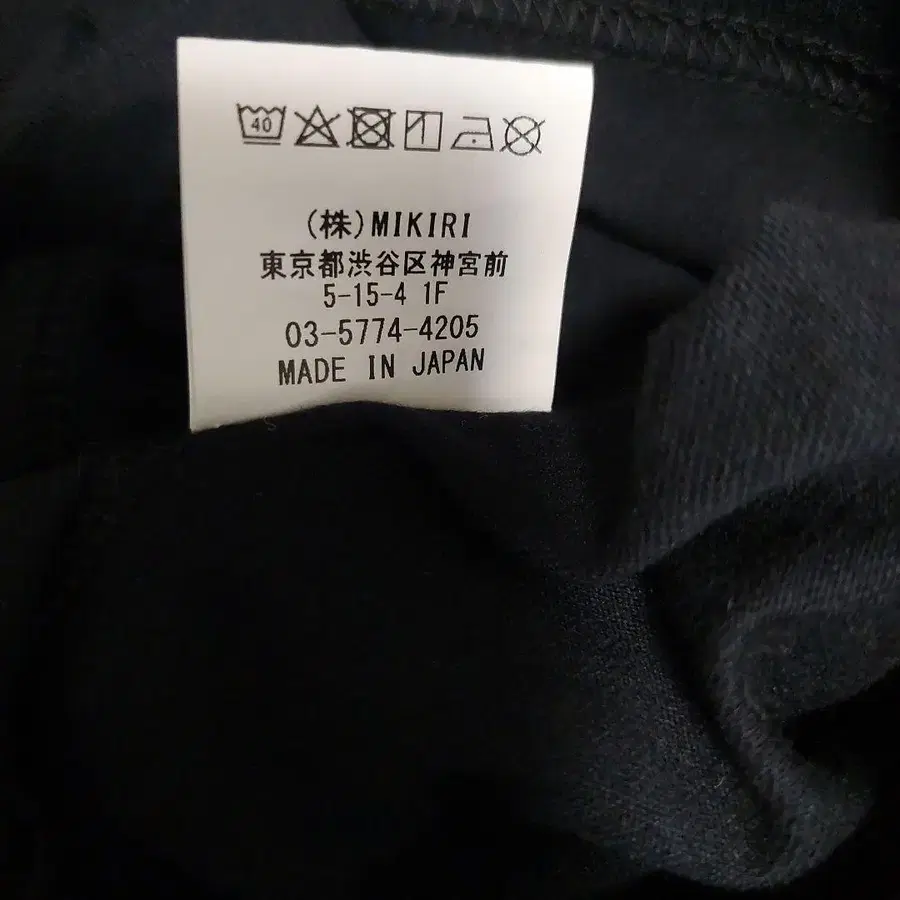 40
(株)MIKIRI
東京都渋谷区神宮前
5-15-4 1F
03-5774-4205
MADE IN JAPAN